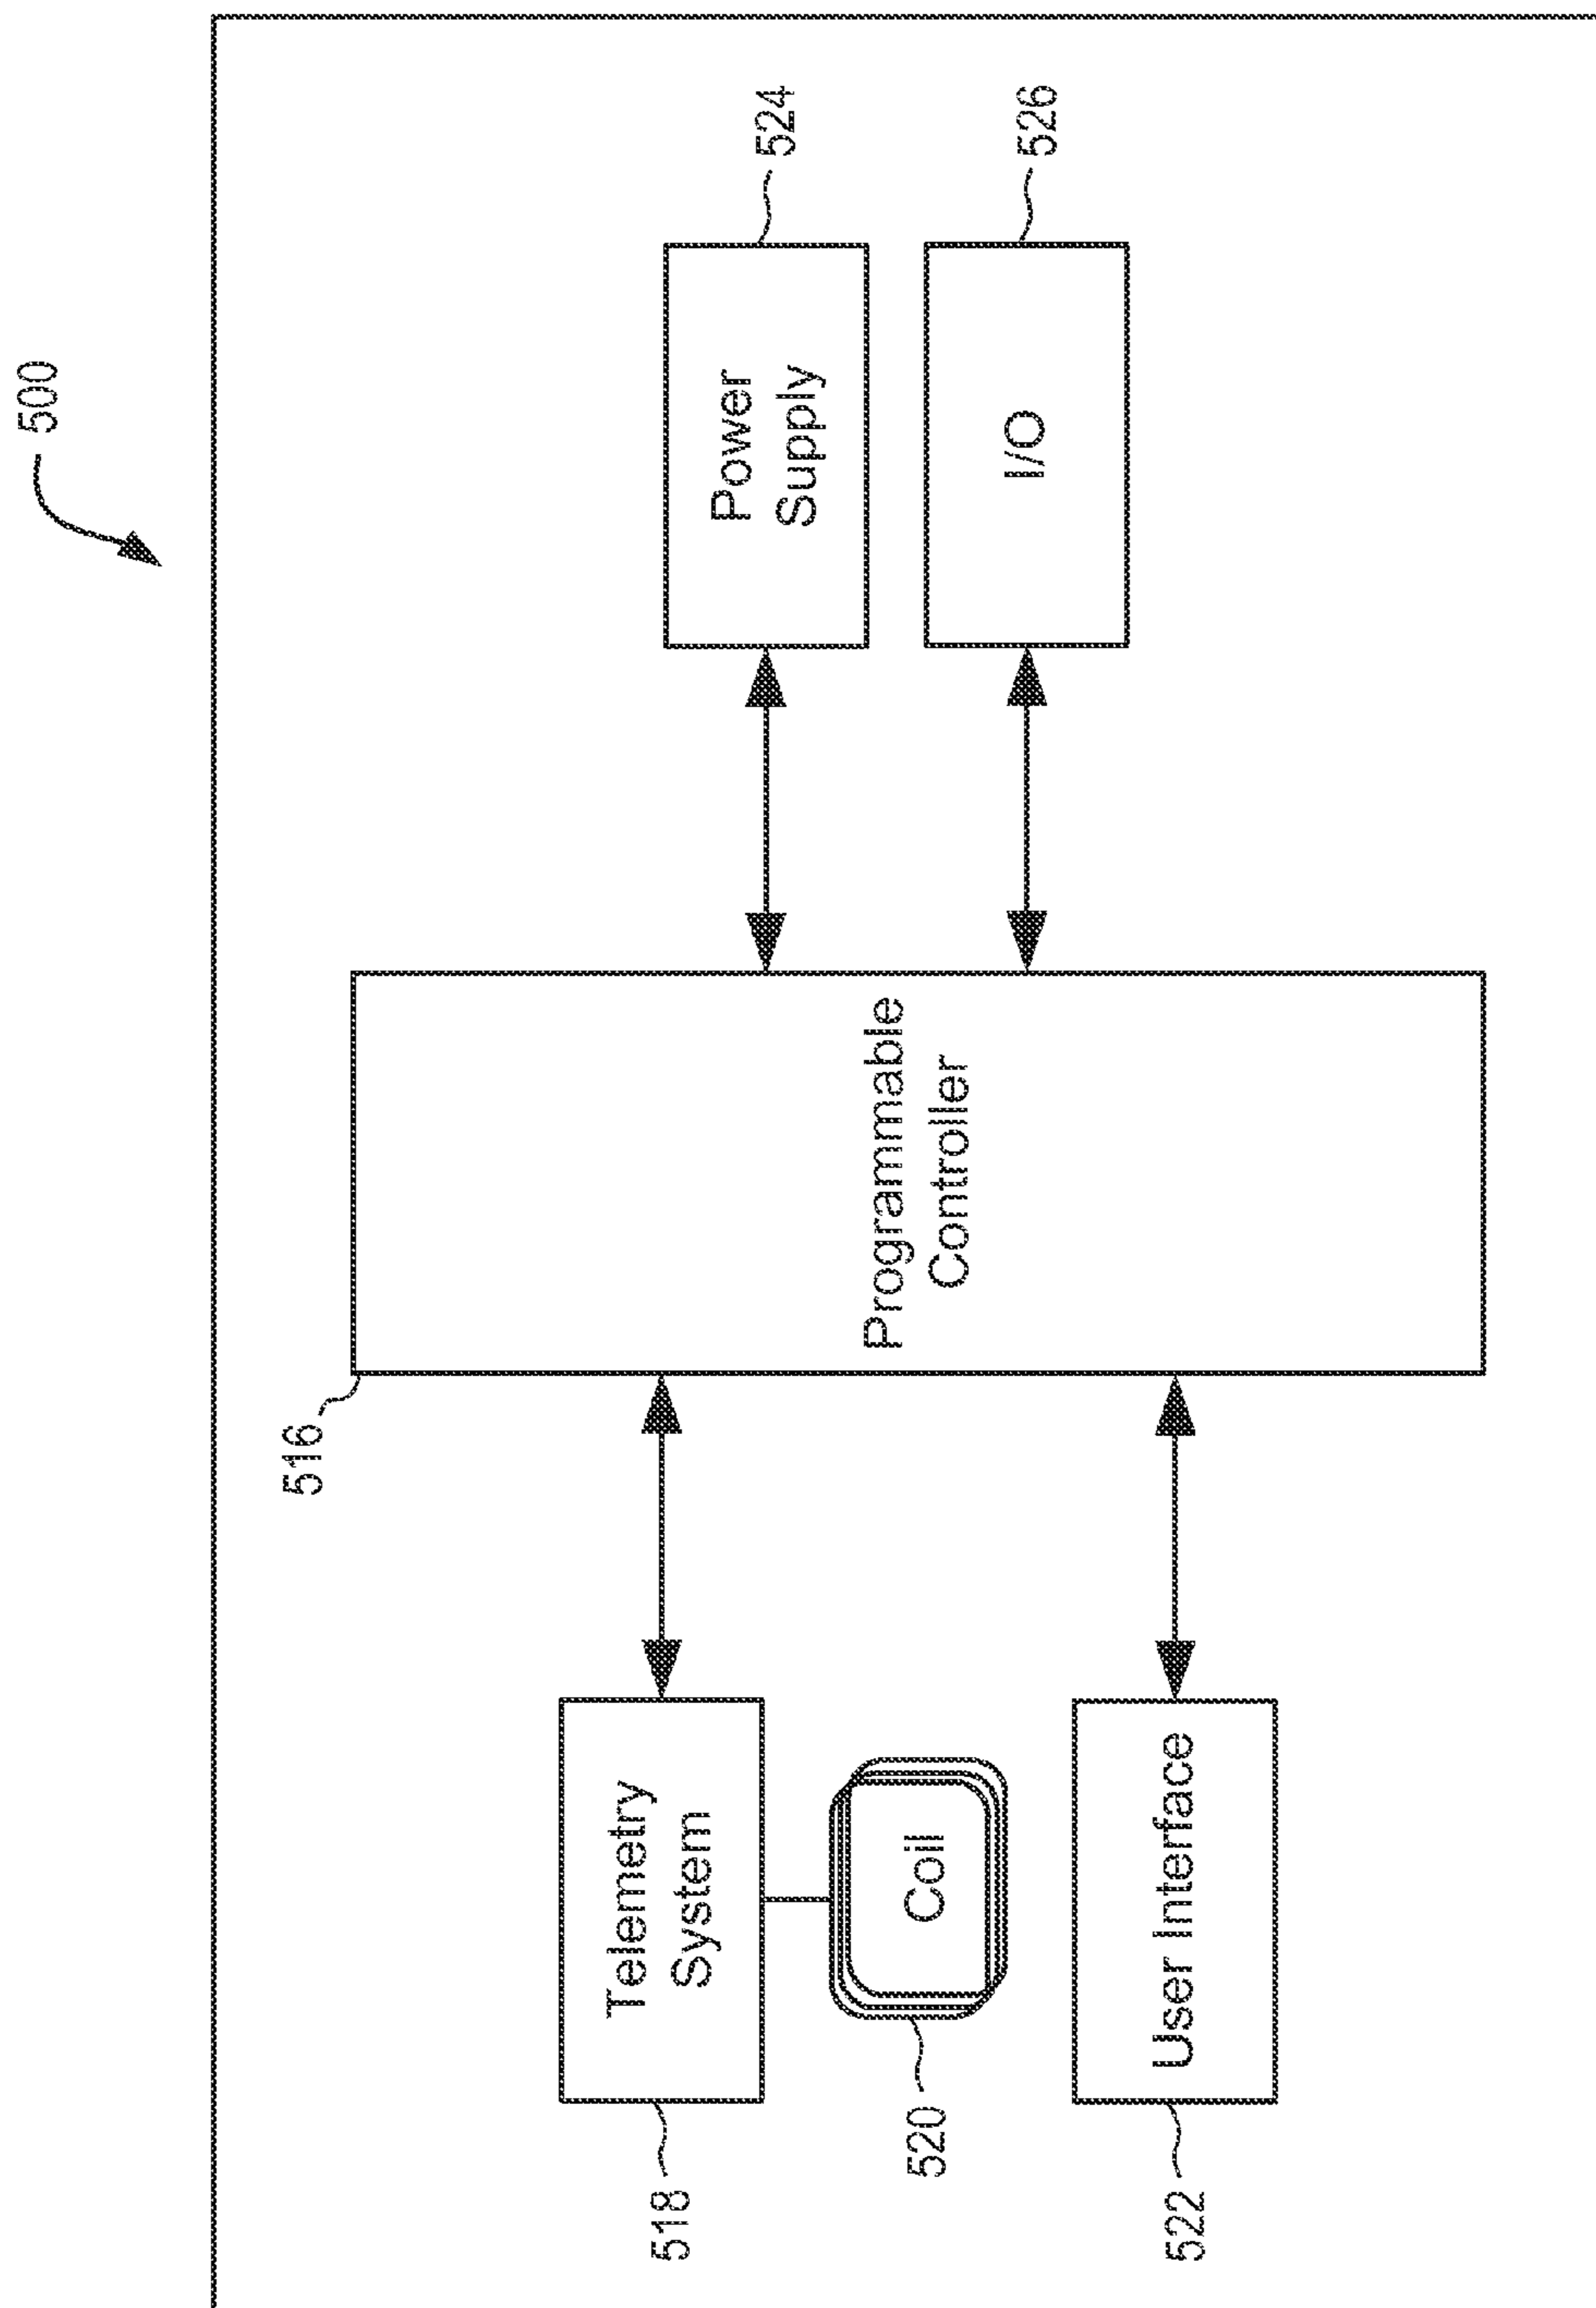 500
516
518
Telemetry
System
520
Coil
522
User Interface
Programmable
Controller
Power
Supply
524
I/O
526